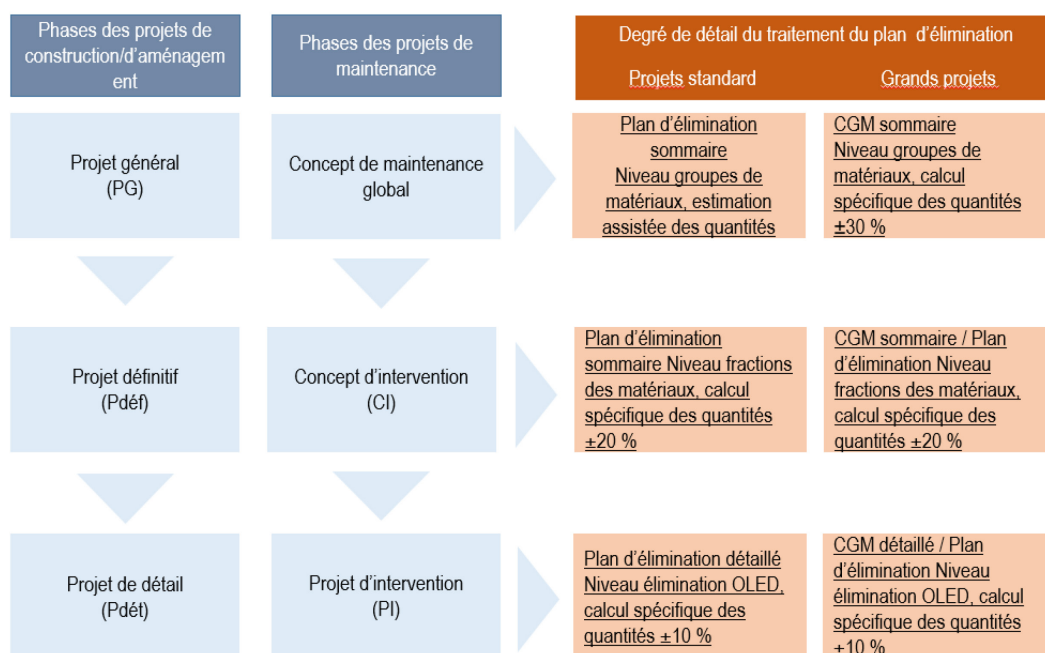 Phases des projets de
construction/d'aménagem
ent
Phases des projets de
maintenance
Degré de détail du traitement du plan d'élimination
Projets standard
Grands projets
Projet général
(PG)
Concept de maintenance
global
Plan d'élimination
sommaire
Niveau groupes de
matériaux, estimation
assistée des quantités
CGM sommaire
Niveau groupes de
matériaux, calcul
spécifique des quantités
±30 %
Projet définitif
(Pdéf)
Concept d'intervention
(CI)
Plan d'élimination
sommaire Niveau fractions
des matériaux, calcul
spécifique des quantités
±20 %
CGM sommaire / Plan
d'élimination Niveau
fractions des matériaux,
calcul spécifique des
quantités ±20 %
Projet de détail
(Pdét)
Projet d'intervention
(PI)
Plan d'élimination détaillé
Niveau élimination OLED,
calcul spécifique des
quantités ±10 %
CGM détaillé / Plan
d'élimination Niveau
élimination OLED, calcul
spécifique des quantités
±10 %